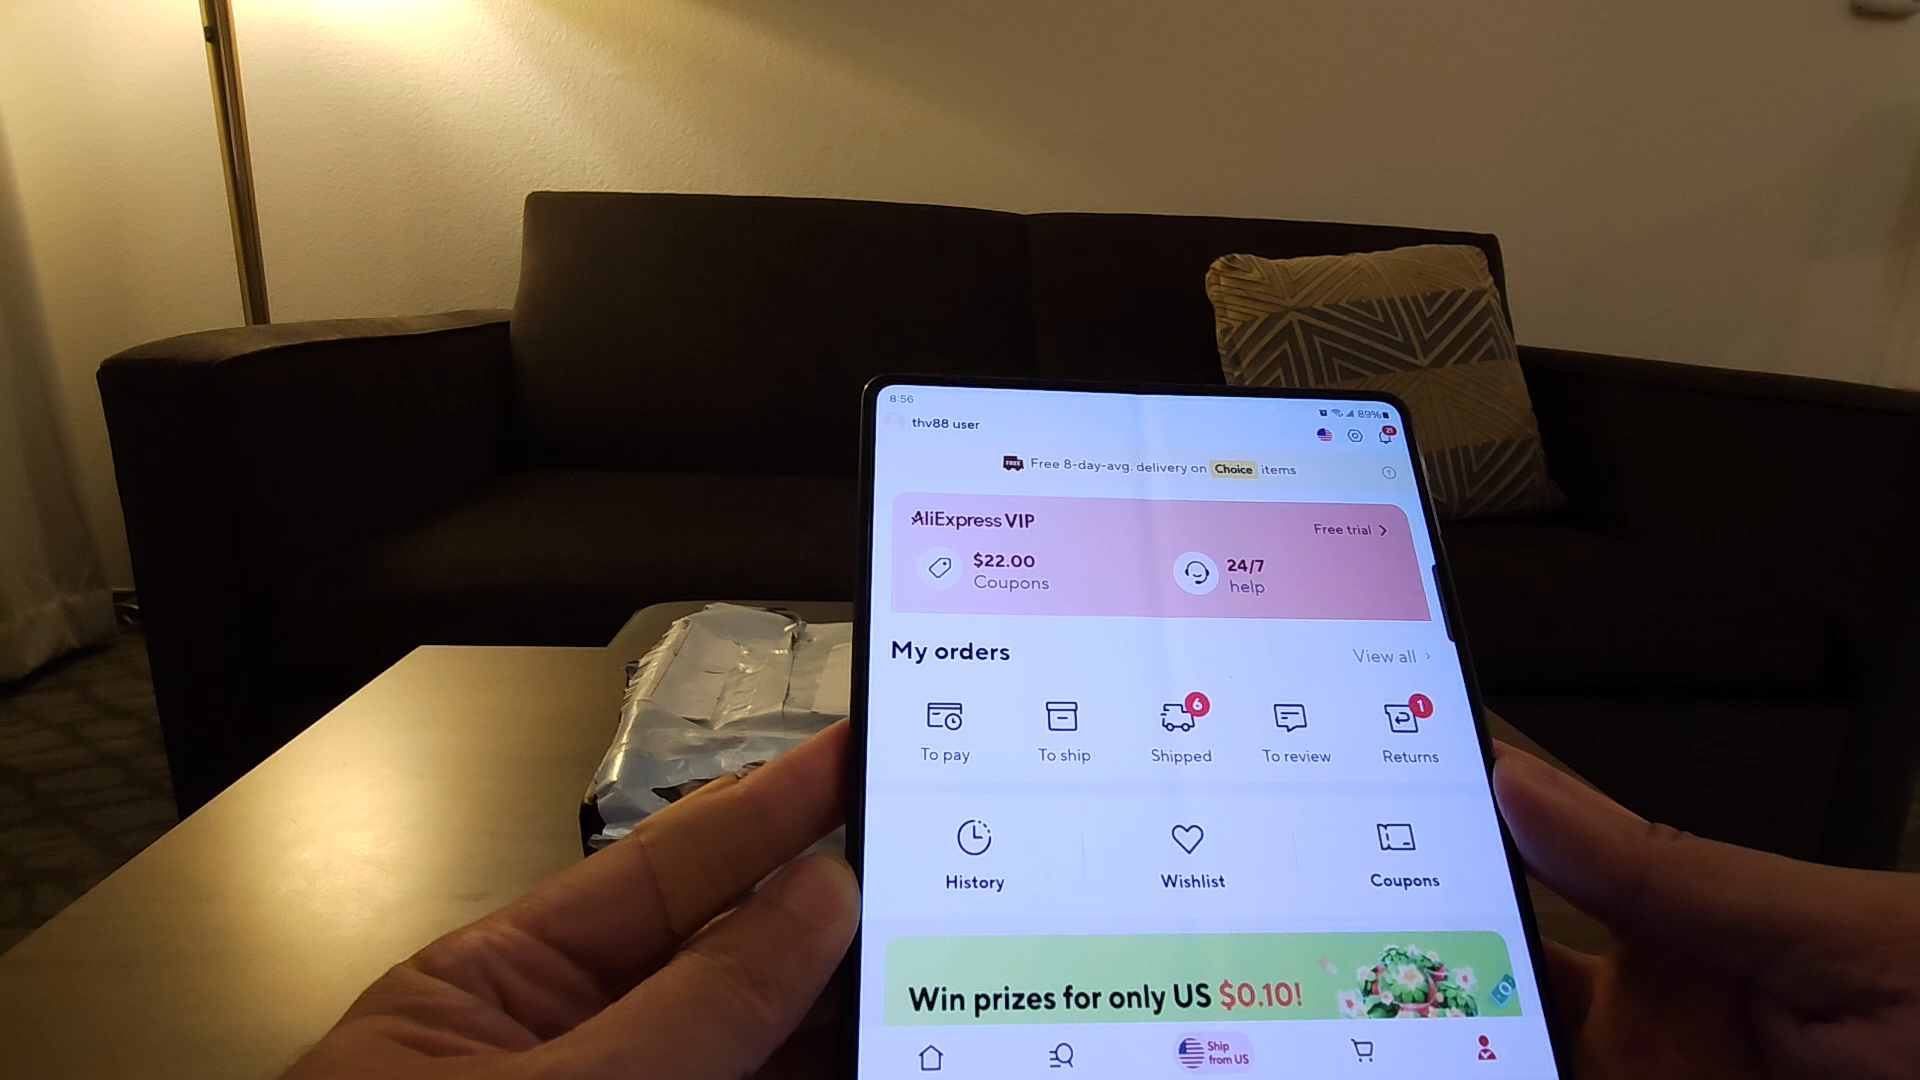 8:56
89%
thv88 user
21
FREE
Free 8-day-avg. delivery on Choice items
AliExpress VIP
Free trial
$22.00
Coupons
24/7
help
My orders
View all
6
1
To pay
To ship
Shipped
To review
Returns
History
Wishlist
Coupons
Win prizes for only US $0.10!
Ship
from US